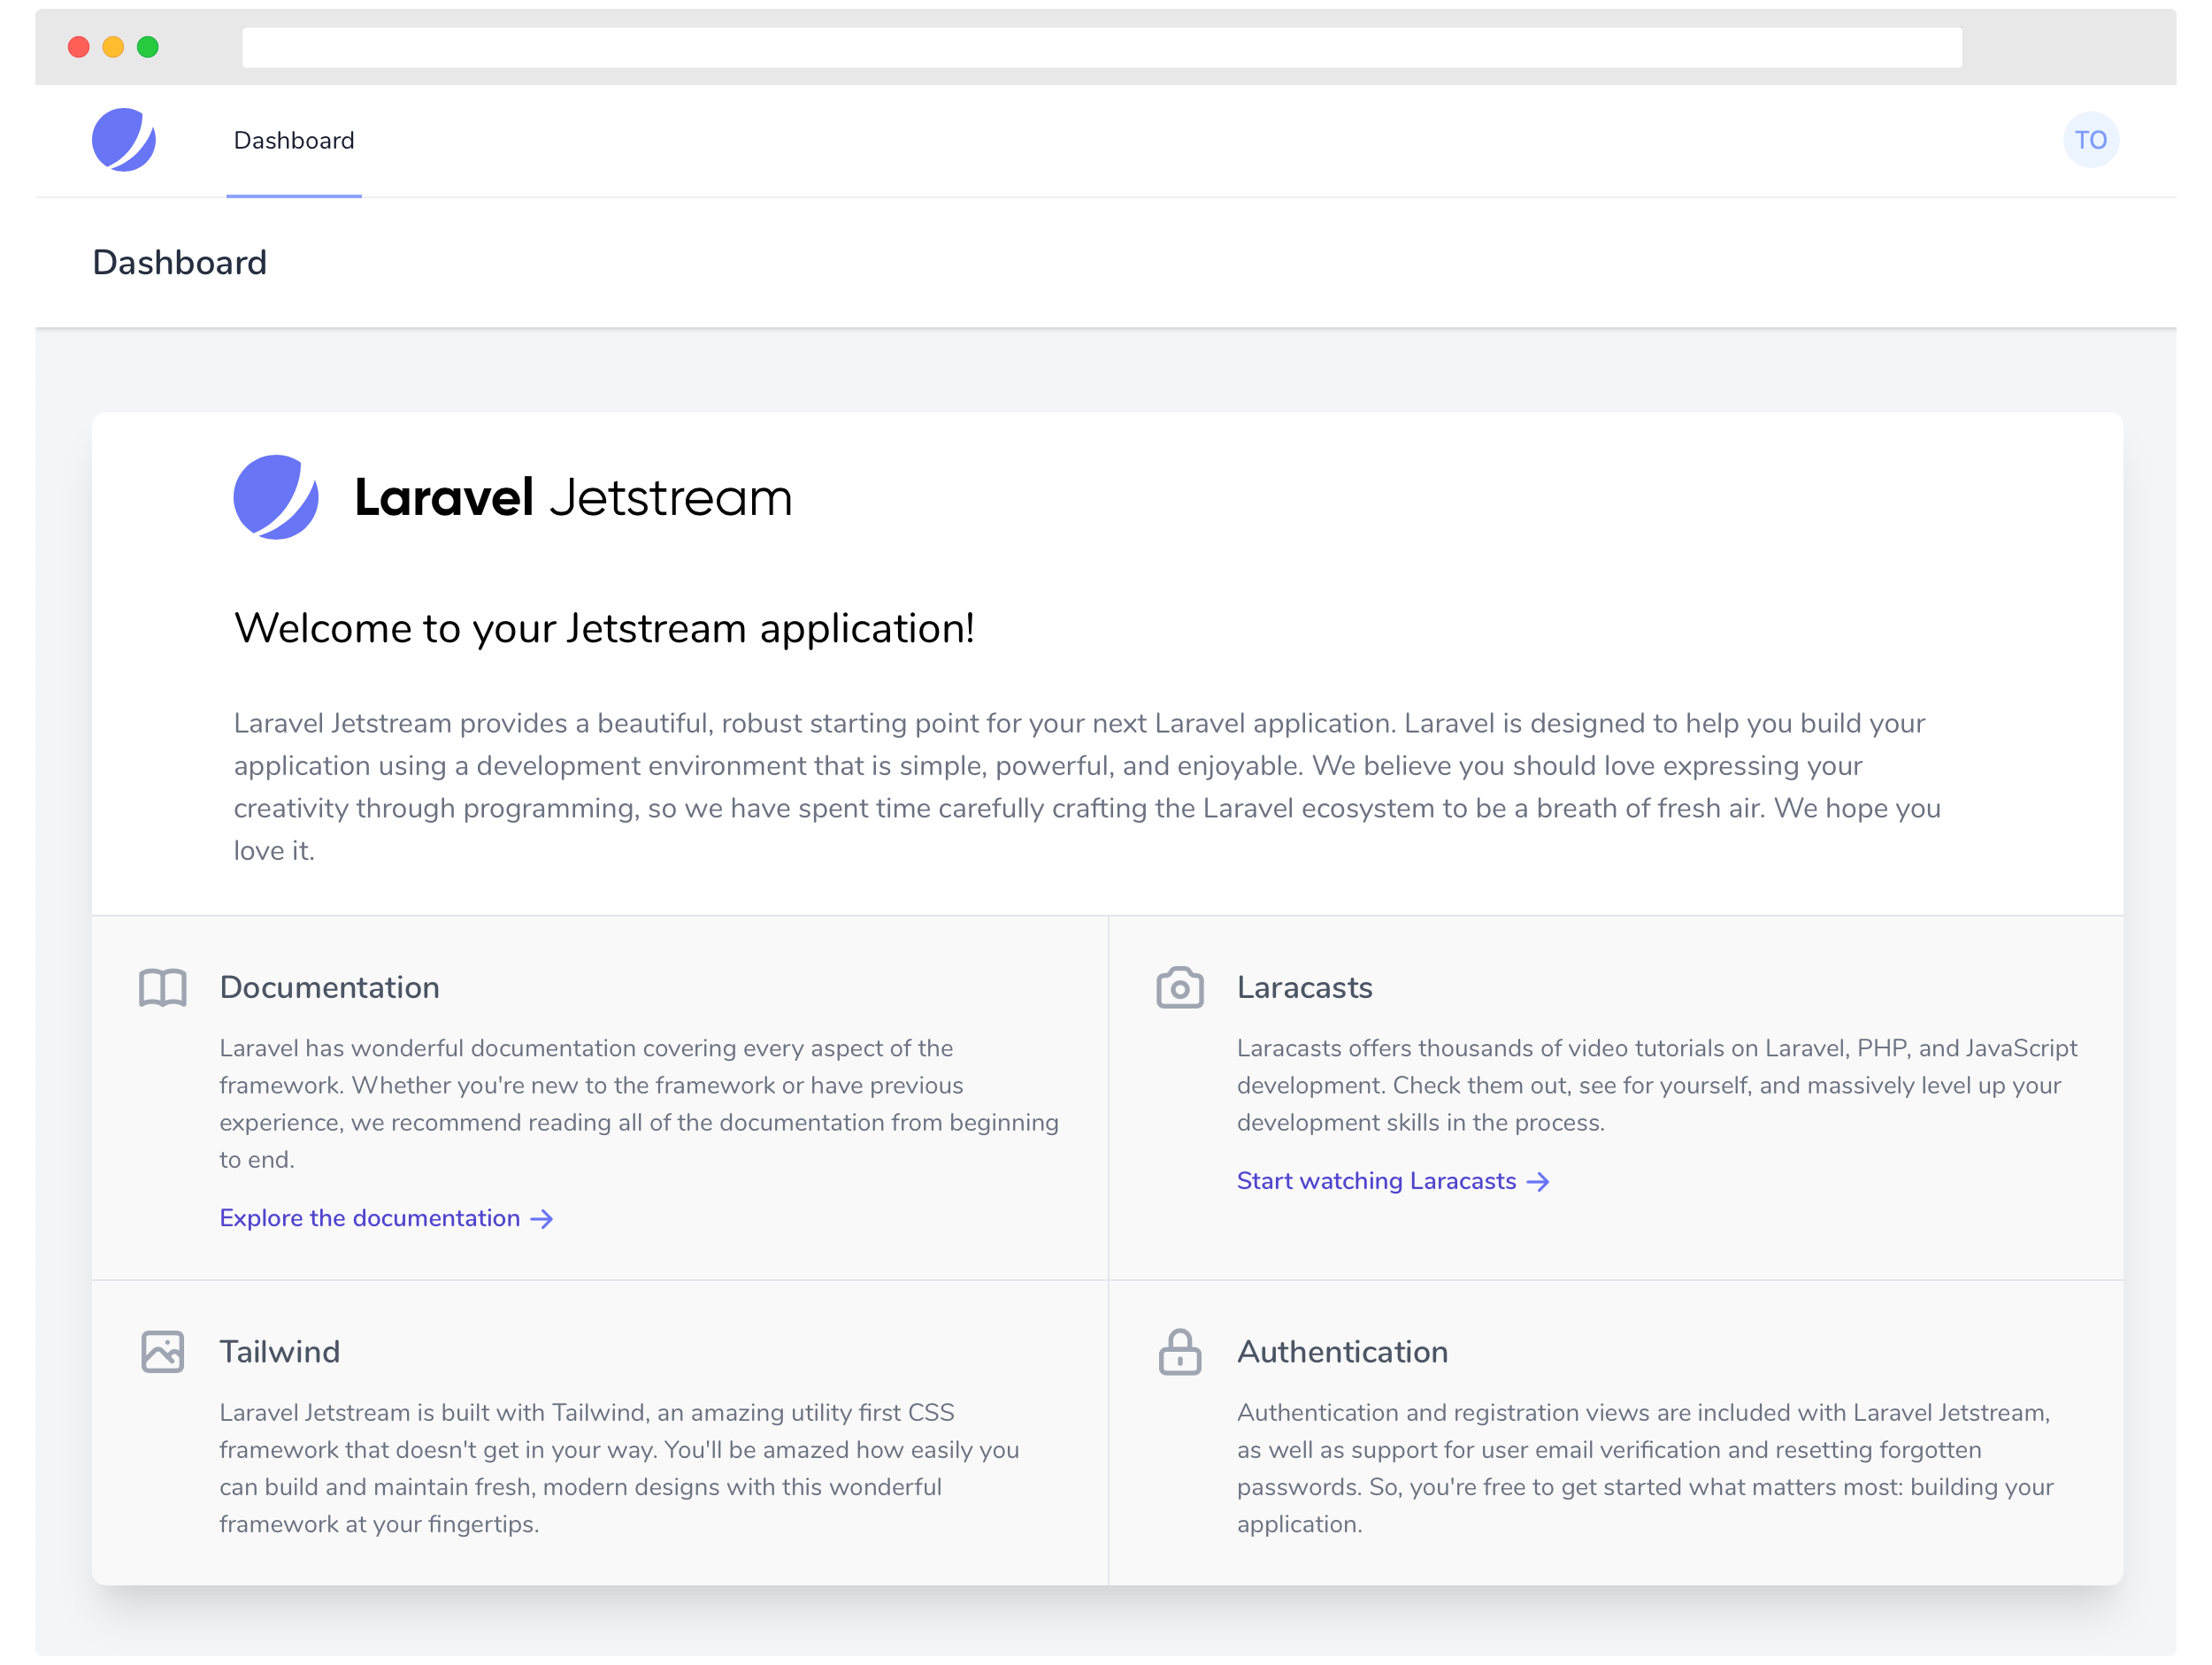 Dashboard
TO
Dashboard
Laravel Jetstream
Welcome to your Jetstream application!
Laravel Jetstream provides a beautiful, robust starting point for your next Laravel application. Laravel is designed to help you build your
application using a development environment that is simple, powerful, and enjoyable. We believe you should love expressing your
creativity through programming, so we have spent time carefully crafting the Laravel ecosystem to be a breath of fresh air. We hope you
love it.
Documentation
Laravel has wonderful documentation covering every aspect of the
framework. Whether you're new to the framework or have previous
experience, we recommend reading all of the documentation from beginning
to end.
Explore the documentation
Laracasts
Laracasts offers thousands of video tutorials on Laravel, PHP, and JavaScript
development. Check them out, see for yourself, and massively level up your
development skills in the process.
Start watching Laracasts
Tailwind
Laravel Jetstream is built with Tailwind, an amazing utility first CSS
framework that doesn't get in your way. You'll be amazed how easily you
can build and maintain fresh, modern designs with this wonderful
framework at your fingertips.
Authentication
Authentication and registration views are included with Laravel Jetstream,
as well as support for user email verification and resetting forgotten
passwords. So, you're free to get started what matters most: building your
application.